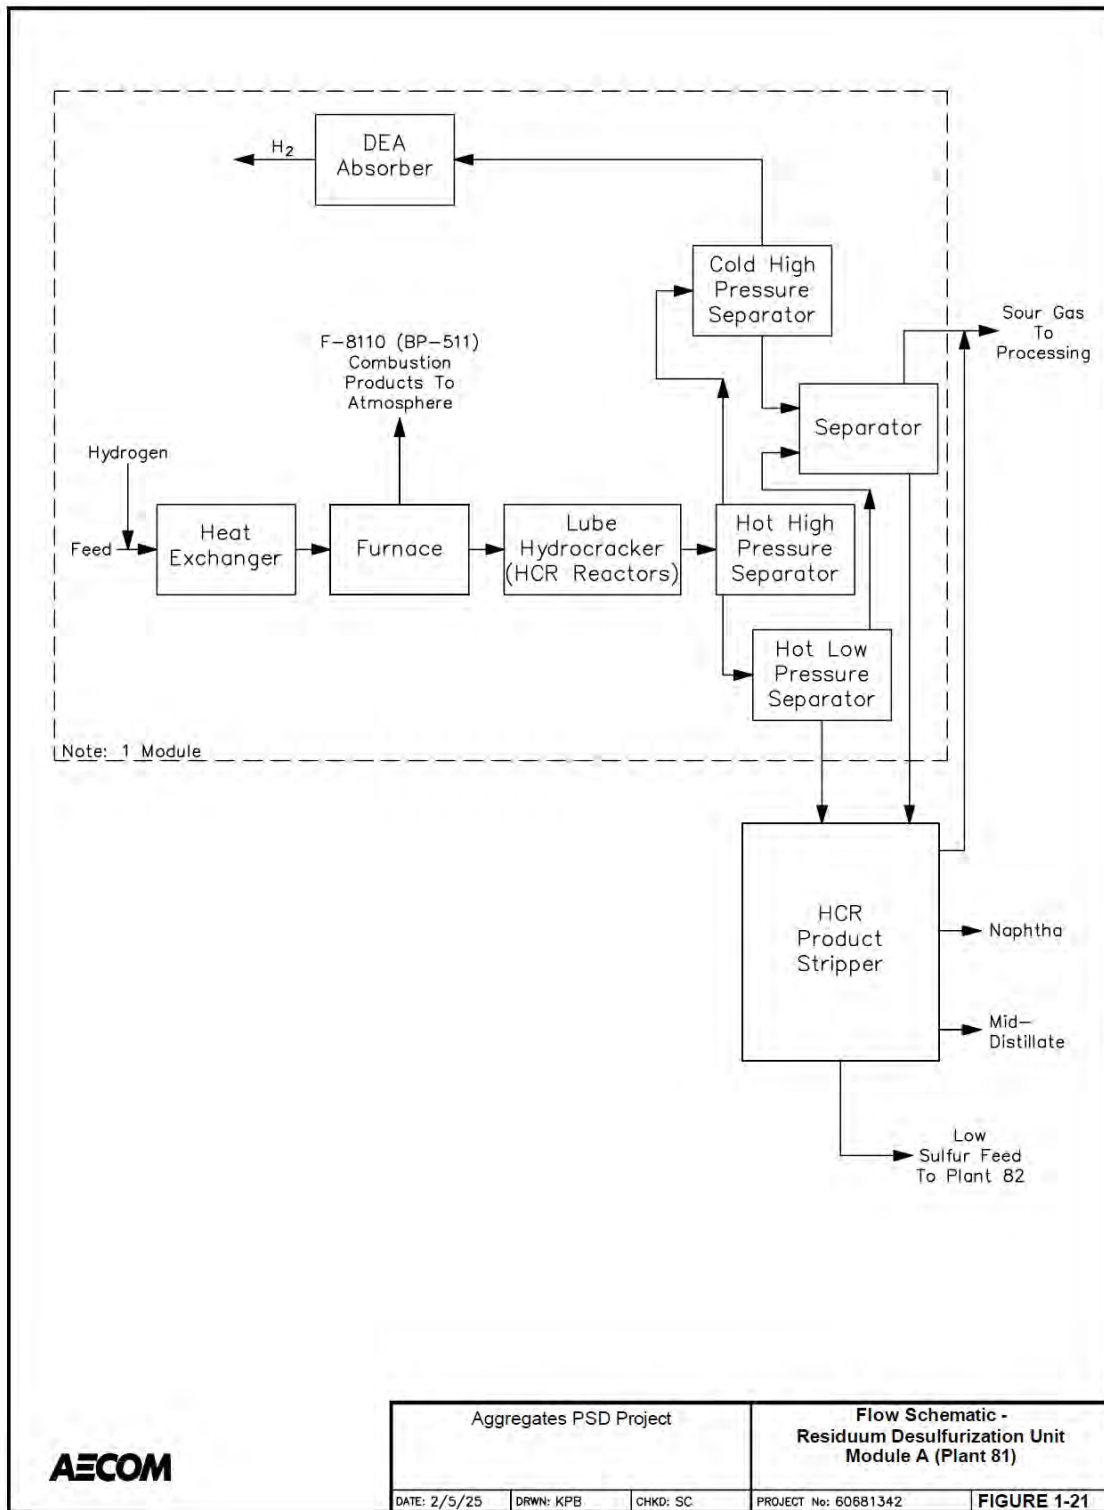 DEA
Absorber
H2
Cold High
Pressure
Separator
Sour Gas
To
Processing
F-8110 (BP-511)
Combustion
Products To
Atmosphere
Separator
Hydrogen
Feed
Heat
Exchanger
Furnace
Lube
Hydrocracker
(HCR Reactors)
Hot High
Pressure
Separator
Hot Low
Pressure
Separator
Note: 1 Module
HCR
Product
Stripper
Naphtha
Mid-
Distillate
Low
Sulfur Feed
To Plant 82
AECOM
Aggregates PSD Project
Flow Schematic -
Residuum Desulfurization Unit
Module A (Plant 81)
DATE: 2/5/25
DRWN: KPB
CHKD: SC
PROJECT No: 60681342
FIGURE 1-21